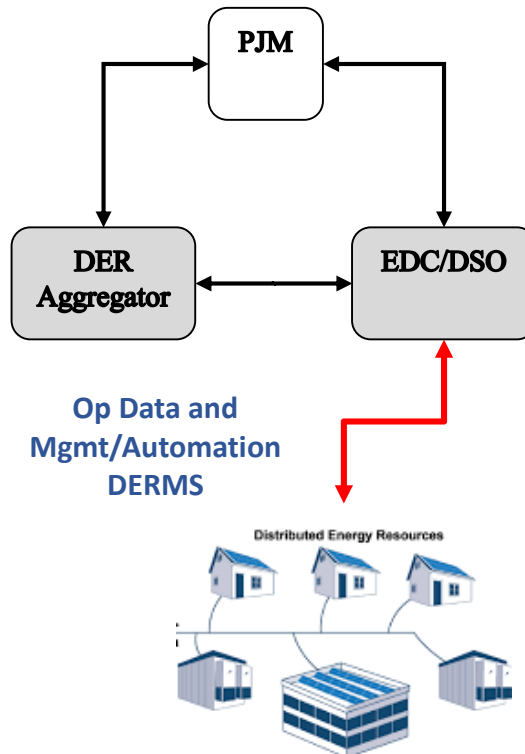 PJM
DER
Aggregator
EDC/DSO
Op Data and
Mgmt/Automation
DERMS
Distributed Energy Resources